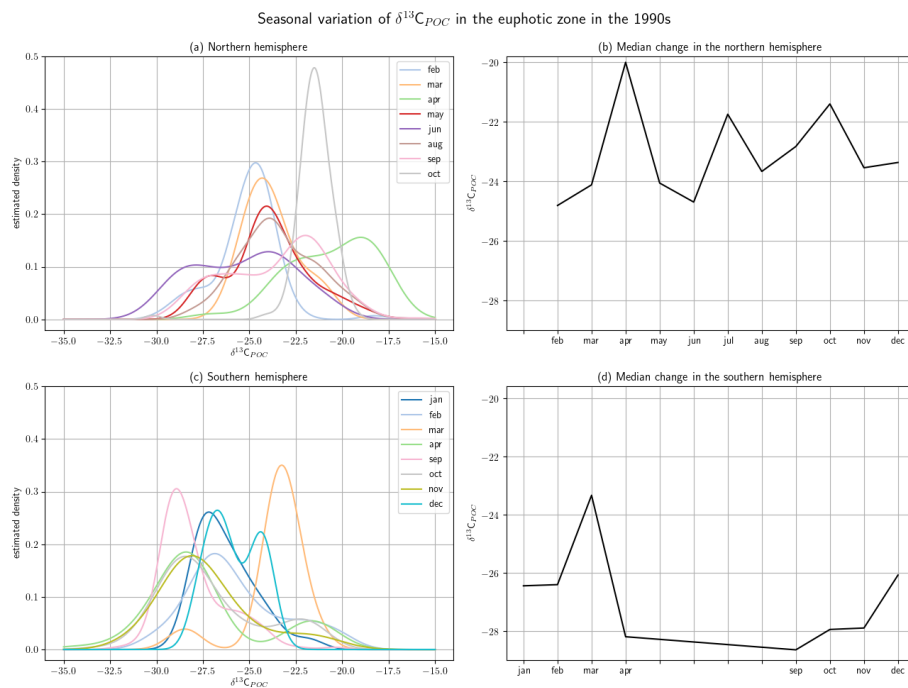 Seasonal variation of δ¹³C_POC in the euphotic zone in the 1990s
(a) Northern hemisphere
0.5
0.4
0.3
0.2
0.1
0.0
estimated density
feb
mar
apr
may
jun
aug
sep
oct
−35.0 −32.5 −30.0 −27.5 −25.0 −22.5 −20.0 −17.5 −15.0
δ¹³C_POC
(b) Median change in the northern hemisphere
−20
−22
−24
−26
−28
δ¹³C_POC
feb mar apr may jun jul aug sep oct nov dec
(c) Southern hemisphere
0.5
0.4
0.3
0.2
0.1
0.0
estimated density
jan
feb
mar
apr
sep
oct
nov
dec
−35.0 −32.5 −30.0 −27.5 −25.0 −22.5 −20.0 −17.5 −15.0
δ¹³C_POC
(d) Median change in the southern hemisphere
−20
−22
−24
−26
−28
δ¹³C_POC
jan feb mar apr sep oct nov dec